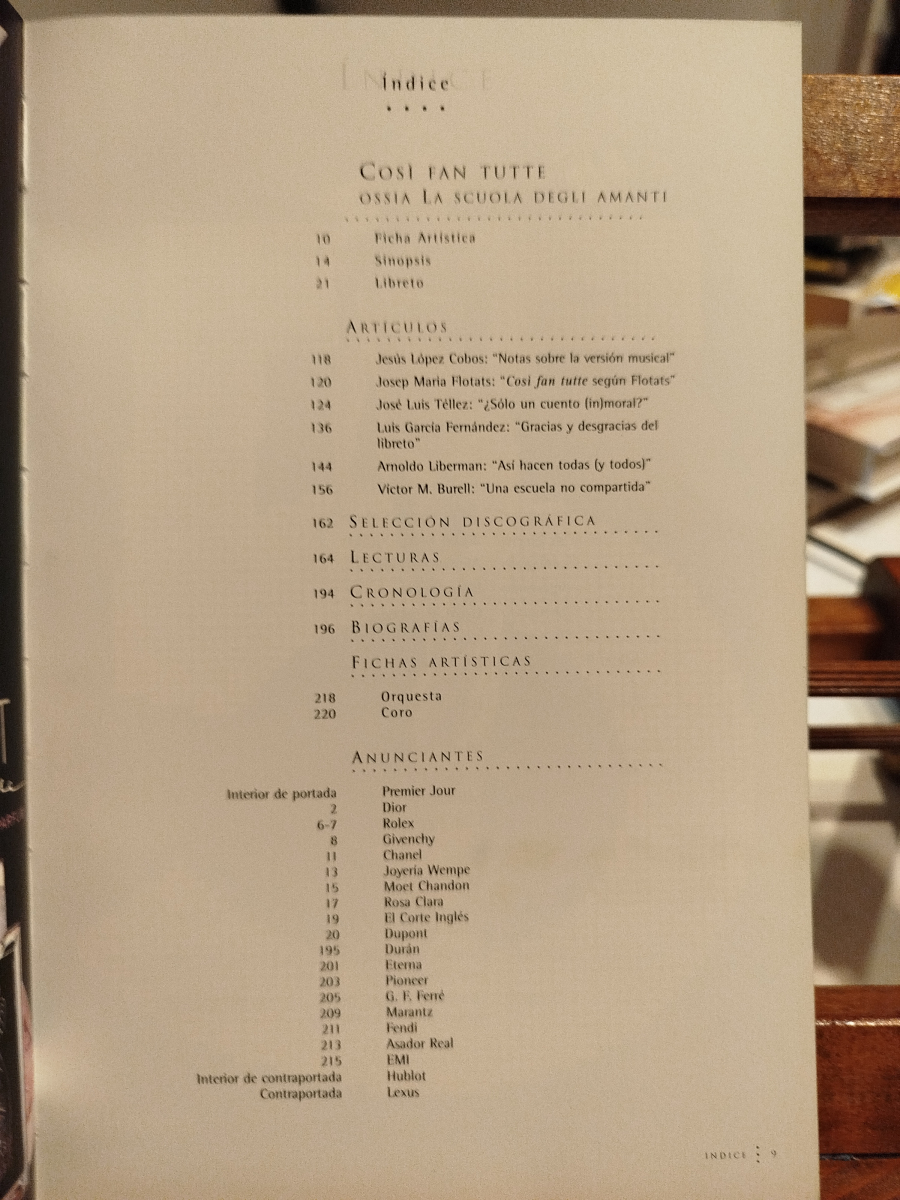 Índice
Così fan tutte
ossia La scuola degli amanti
10 Ficha Artística
14 Sinopsis
21 Libreto
Artículos
118 Jesús López Cobos: “Notas sobre la versión musical”
120 Josep Maria Flotats: “Così fan tutte según Flotats”
124 José Luis Téllez: “¿Sólo un cuento (in)moral?”
136 Luis García Fernández: “Gracias y desgracias del
libreto”
144 Arnoldo Liberman: “Así hacen todas (y todos)”
156 Víctor M. Burell: “Una escuela no compartida”
162 Selección discográfica
164 Lecturas
194 Cronología
196 Biografías
Fichas artísticas
218 Orquesta
220 Coro
Anunciantes
Interior de portada Premier Jour
2 Dior
6-7 Rolex
8 Givenchy
11 Chanel
13 Joyería Wempe
15 Moet Chandon
17 Rosa Clara
19 El Corte Inglés
20 Dupont
195 Durán
201 Eterna
203 Pioneer
205 G. F. Ferré
209 Marantz
211 Fendi
213 Asador Real
215 EMI
Interior de contraportada Hublot
Contraportada Lexus
ÍNDICE 9